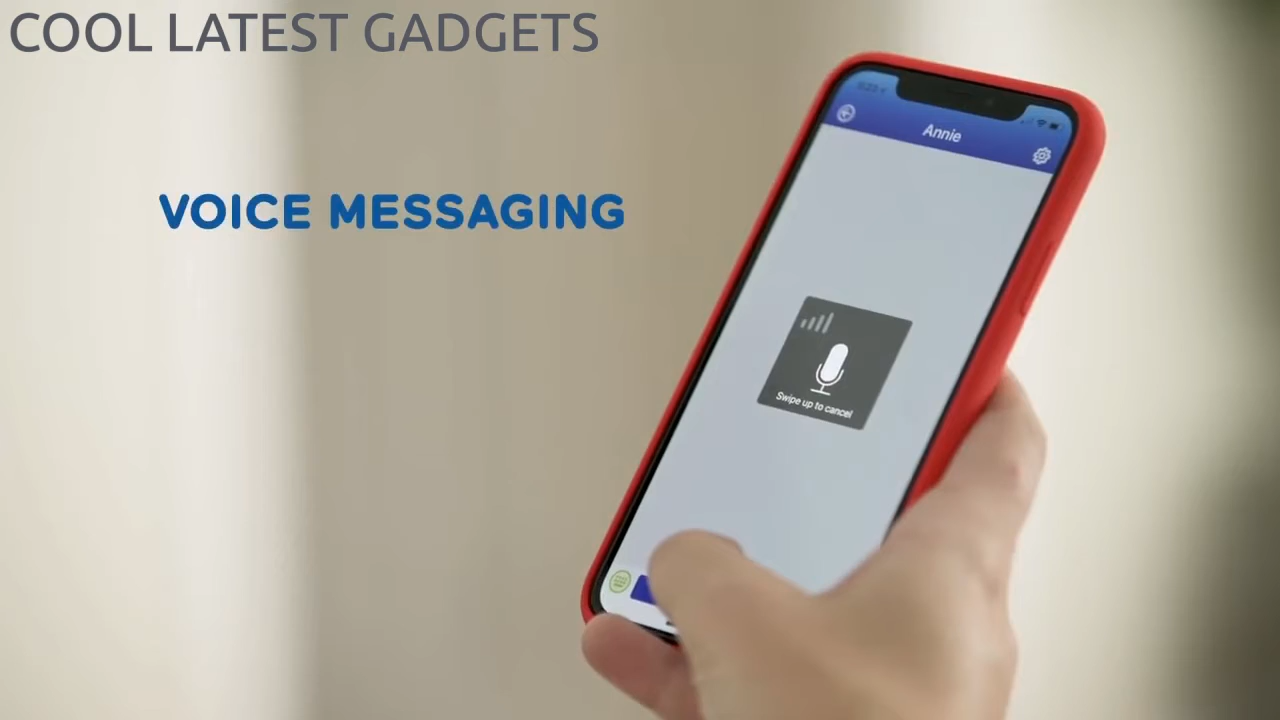 COOL LATEST GADGETS
VOICE MESSAGING
Annie
Swipe up to cancel